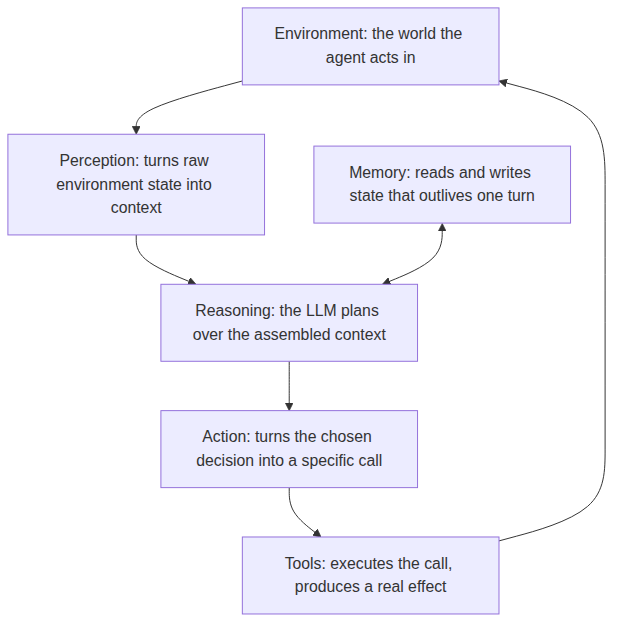 Environment: the world the
agent acts in
Perception: turns raw
environment state into
context
Memory: reads and writes
state that outlives one turn
Reasoning: the LLM plans
over the assembled context
Action: turns the chosen
decision into a specific call
Tools: executes the call,
produces a real effect